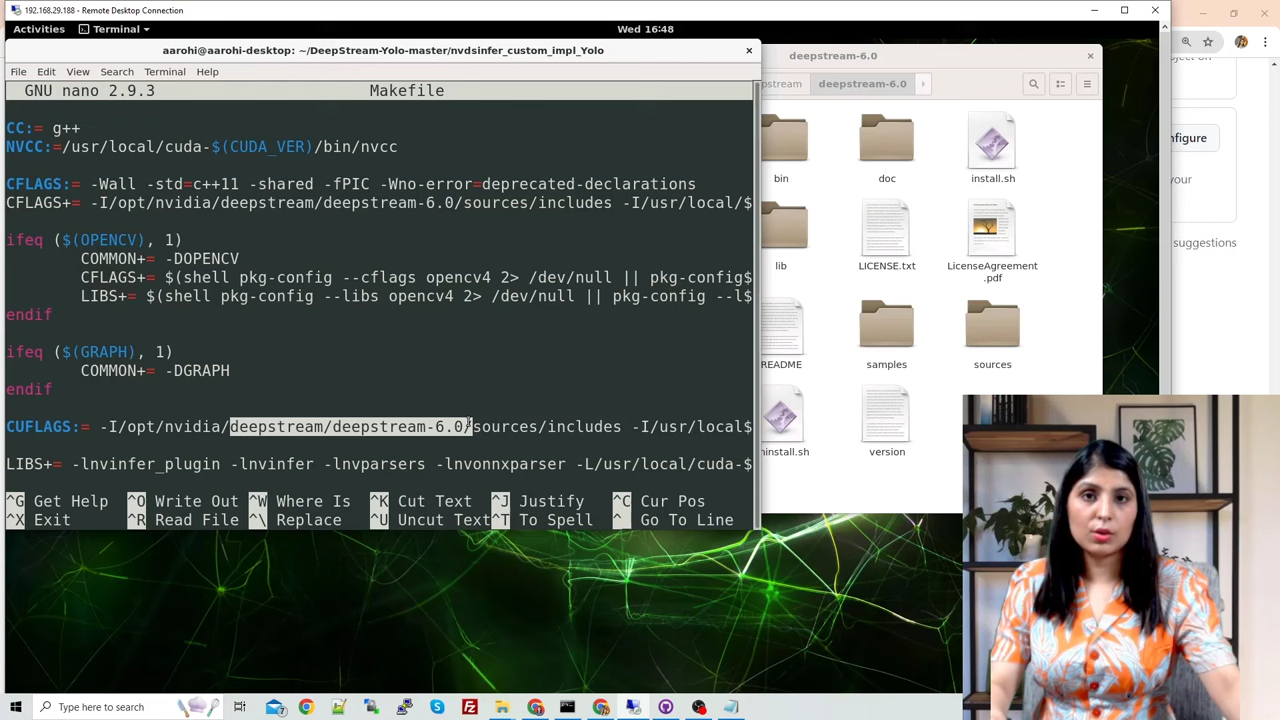 192.168.29.188 - Remote Desktop Connection
Activities Terminal Wed 16:48
aarohi@aarohi-desktop: ~/DeepStream-Yolo-master/nvdsinfer_custom_impl_Yolo
File Edit View Search Terminal Help
GNU nano 2.9.3 Makefile
CC:= g++
NVCC:=/usr/local/cuda-$(CUDA_VER)/bin/nvcc
CFLAGS:= -Wall -std=c++11 -shared -fPIC -Wno-error=deprecated-declarations
CFLAGS+= -I/opt/nvidia/deepstream/deepstream-6.0/sources/includes -I/usr/local/$
ifeq ($(OPENCV), 1)
COMMON+= -DOPENCV
CFLAGS+= $(shell pkg-config --cflags opencv4 2> /dev/null || pkg-config$
LIBS+= $(shell pkg-config --libs opencv4 2> /dev/null || pkg-config --l$
endif
ifeq ($(GRAPH), 1)
COMMON+= -DGRAPH
endif
CUFLAGS:= -I/opt/nvidia/deepstream/deepstream-6.0/sources/includes -I/usr/local$
LIBS+= -lnvinfer_plugin -lnvinfer -lnvparsers -lnvonnxparser -L/usr/local/cuda-$
^G Get Help ^O Write Out ^W Where Is ^K Cut Text ^J Justify ^C Cur Pos
^X Exit ^R Read File ^\ Replace ^U Uncut Text ^T To Spell ^_ Go To Line
deepstream-6.0
pstream deepstream-6.0
bin doc install.sh
lib LICENSE.txt LicenseAgreement
.pdf
README samples sources
ninstall.sh version
nfigure
your
suggestions
Type here to search